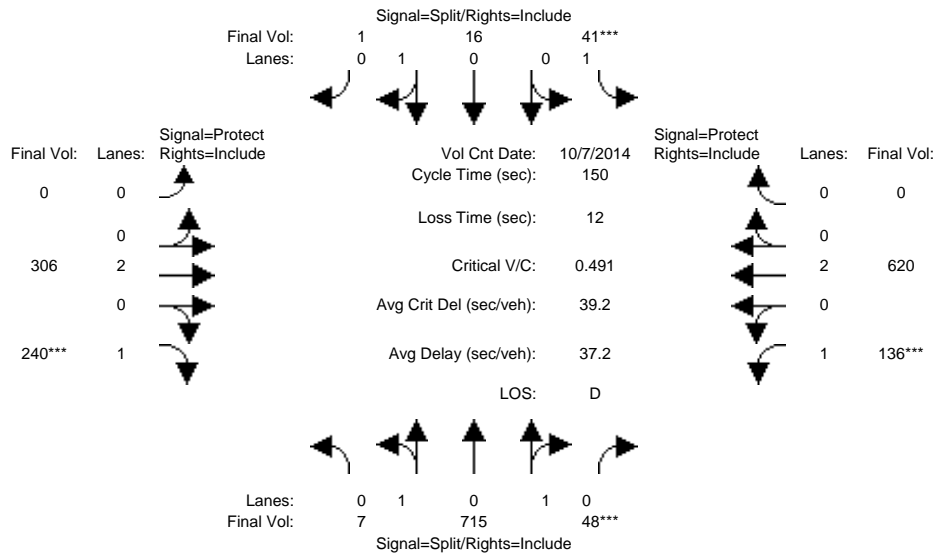 Signal=Split/Rights=Include
Final Vol: 1 16 41***
Lanes: 0 1 0 0 1
Signal=Protect
Final Vol: Lanes: Rights=Include
Vol Cnt Date: 10/7/2014
Signal=Protect
Rights=Include Lanes: Final Vol:
Cycle Time (sec): 150
0 0
0 0
Loss Time (sec): 12
0
0
306 2
Critical V/C: 0.491
2 620
0
Avg Crit Del (sec/veh): 39.2
0
240*** 1
Avg Delay (sec/veh): 37.2
1 136***
LOS: D
Lanes: 0 1 0 1 0
Final Vol: 7 715 48***
Signal=Split/Rights=Include